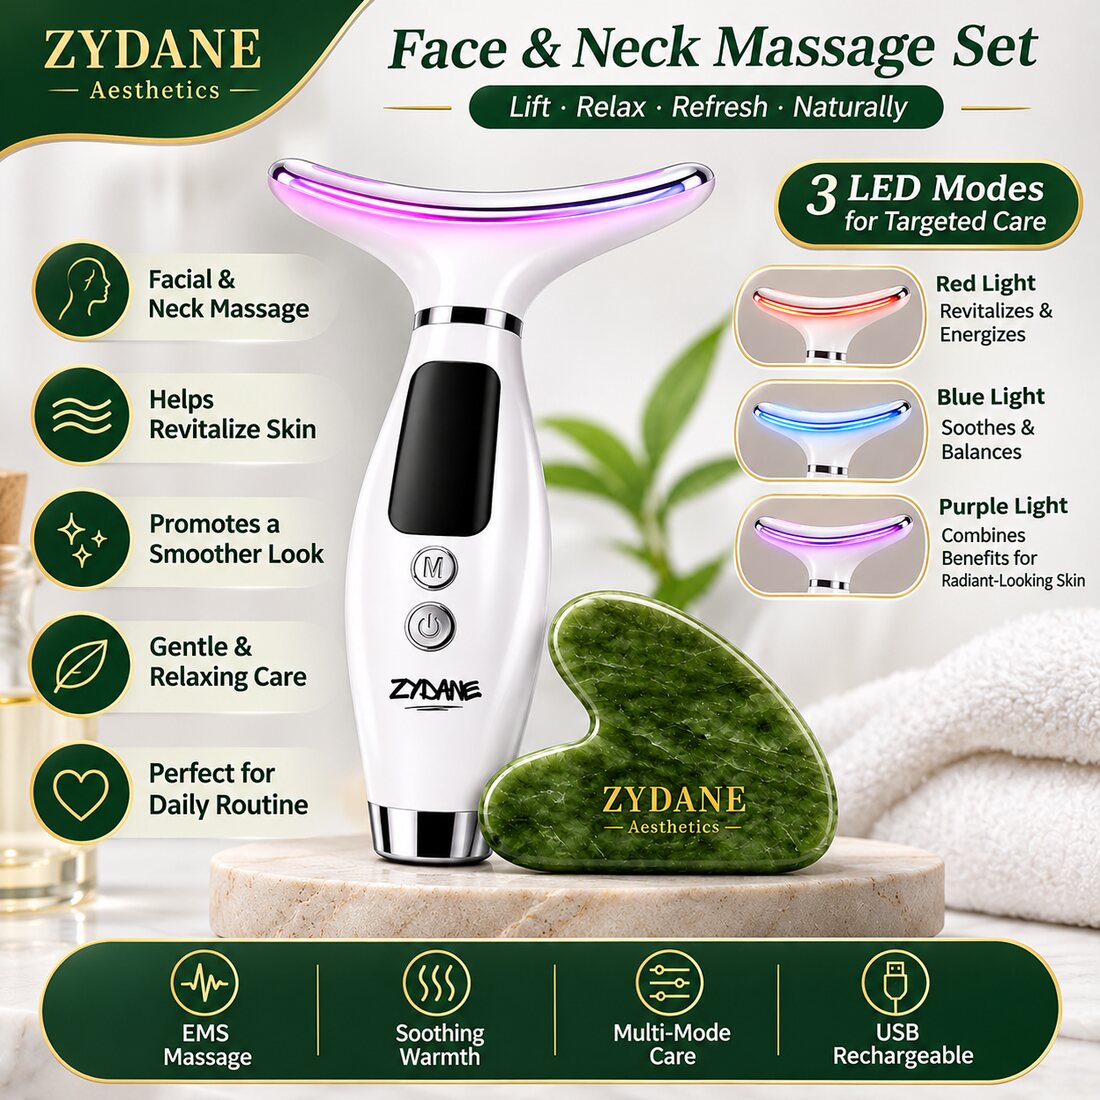 ZYDANE
Aesthetics
Face & Neck Massage Set
Lift · Relax · Refresh · Naturally
3 LED Modes
for Targeted Care
Facial &
Neck Massage
Helps
Revitalize Skin
Promotes a
Smoother Look
Gentle &
Relaxing Care
Perfect for
Daily Routine
Red Light
Revitalizes &
Energizes
Blue Light
Soothes &
Balances
Purple Light
Combines
Benefits for
Radiant-Looking Skin
M
ZYDANE
ZYDANE
Aesthetics
EMS
Massage
Soothing
Warmth
Multi-Mode
Care
USB
Rechargeable